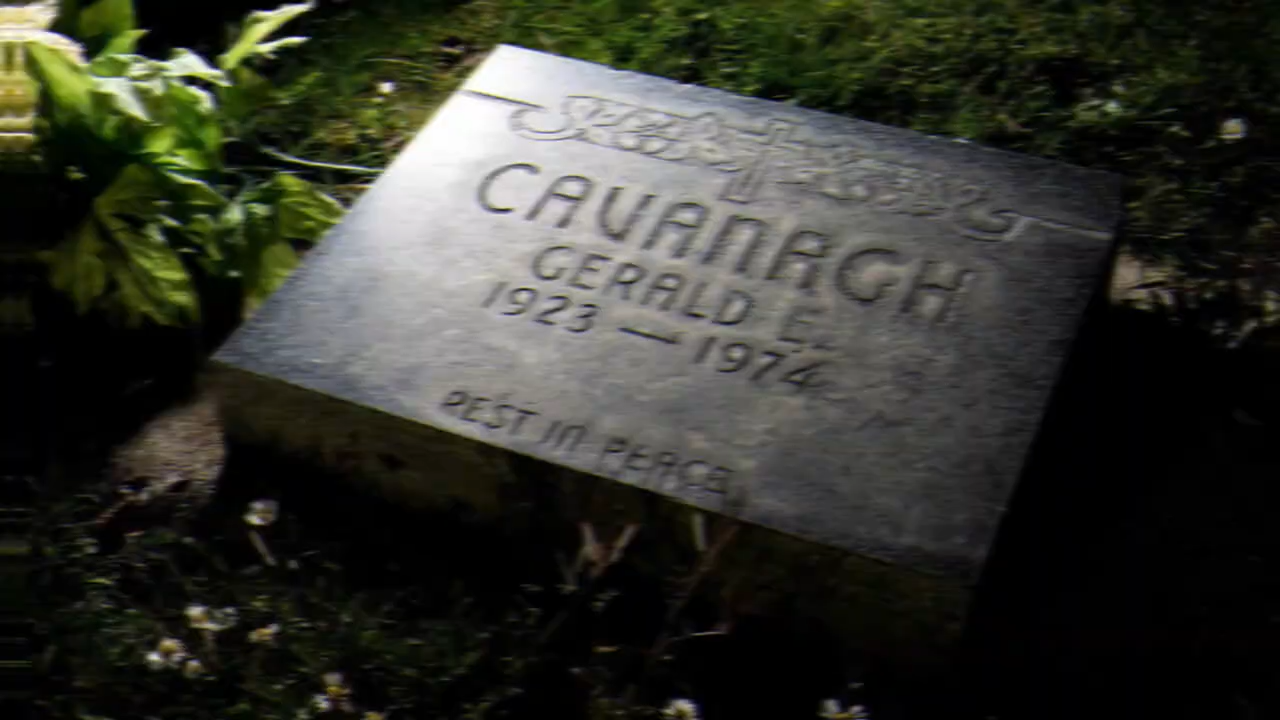 CAVANAGH
GERALD E.
1923 — 1974
REST IN PEACE